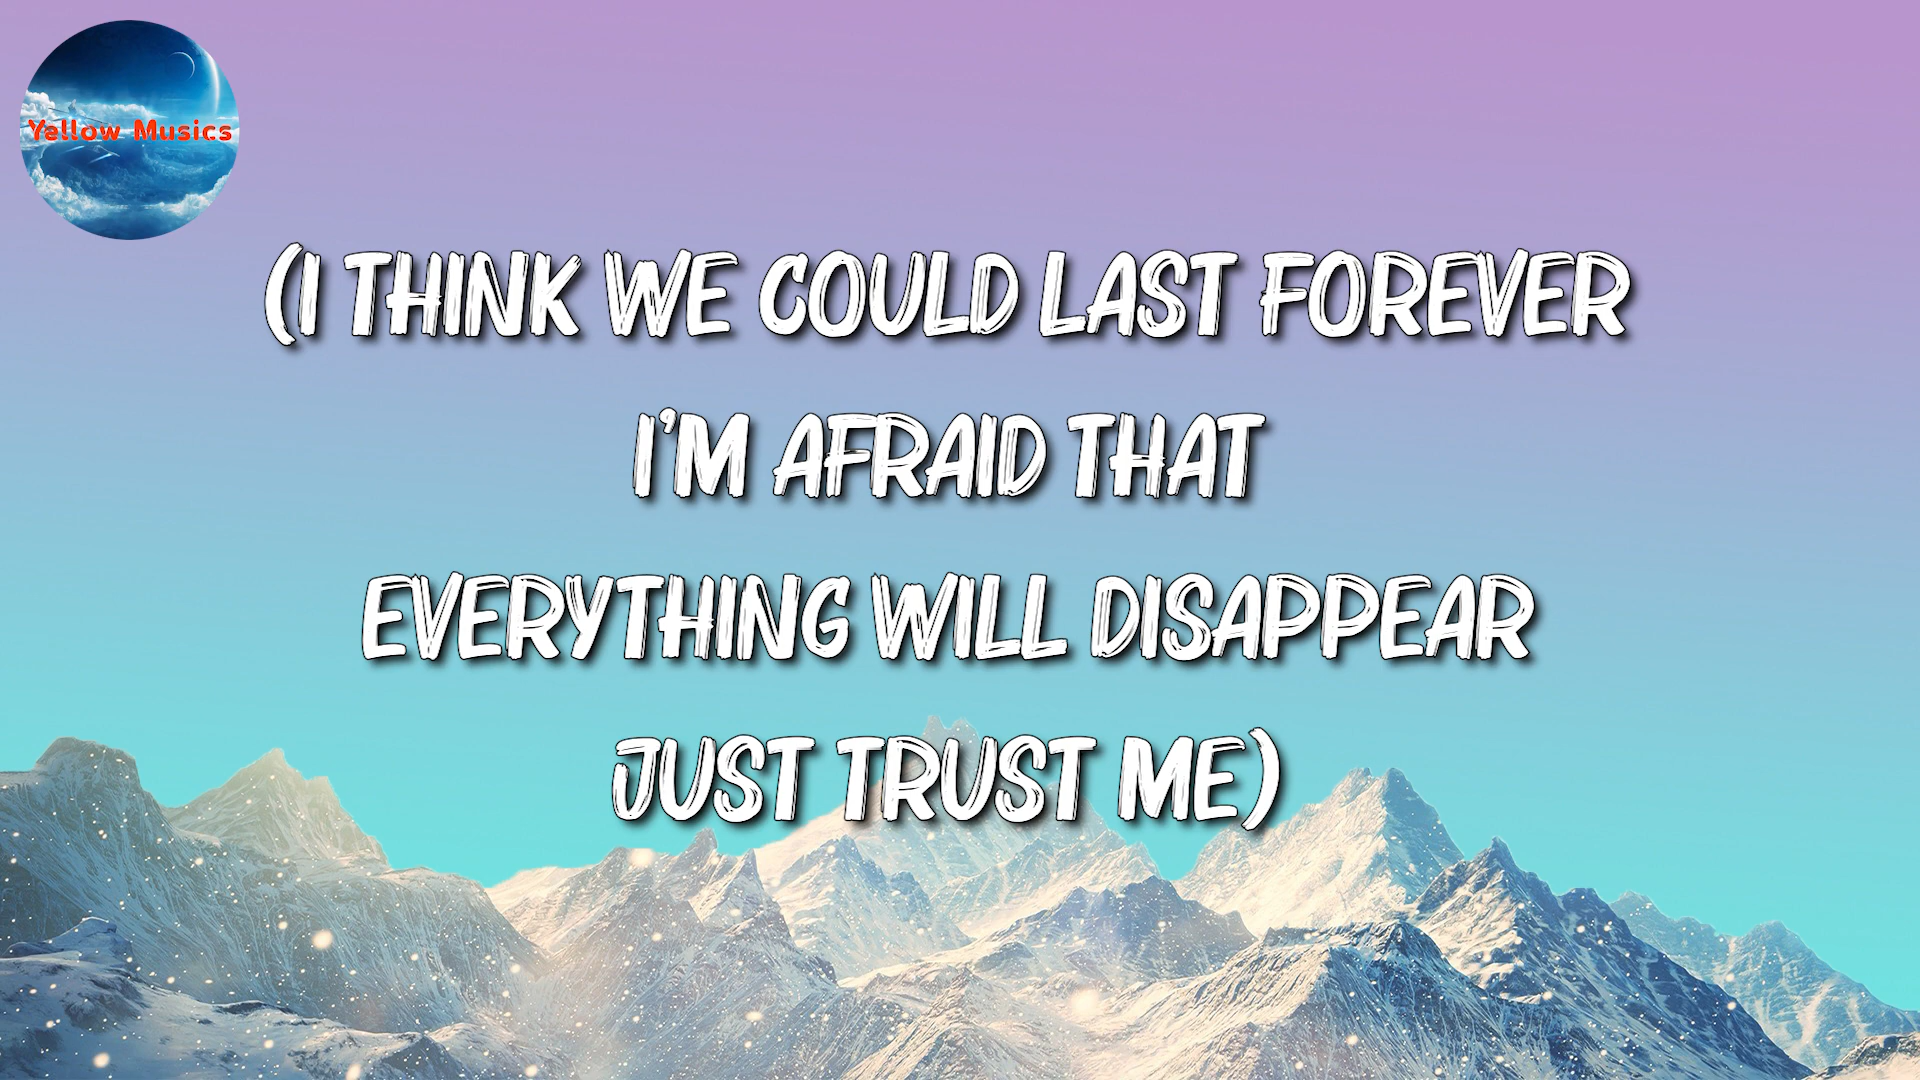 Yellow Musics
(I THINK WE COULD LAST FOREVER
I'M AFRAID THAT
EVERYTHING WILL DISAPPEAR
JUST TRUST ME)